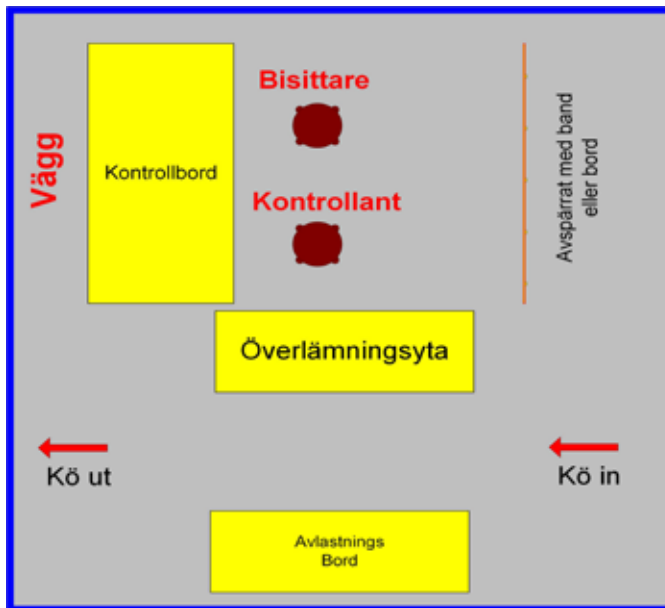 Bisittare
Vägg
Kontrollbord
Kontrollant
Avspärrat med band
eller bord
Överlämningsyta
Kö ut
Kö in
Avlastnings
Bord